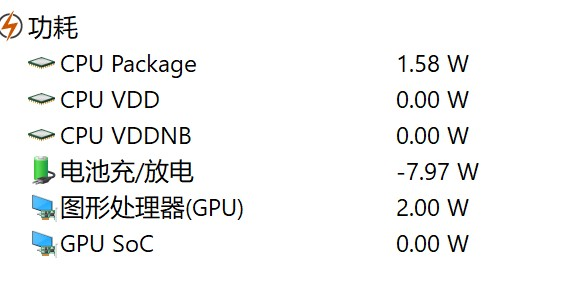 功耗
CPU Package 1.58 W
CPU VDD 0.00 W
CPU VDDNB 0.00 W
电池充/放电 -7.97 W
图形处理器(GPU) 2.00 W
GPU SoC 0.00 W